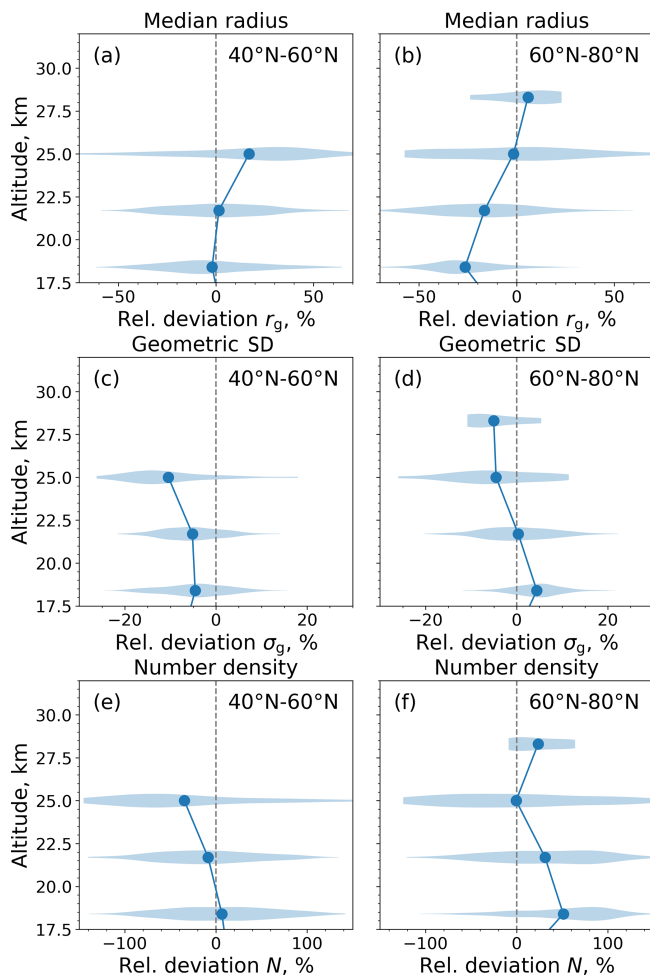 Median radius
Median radius
(a) 40°N-60°N
(b) 60°N-80°N
Altitude, km
30.0
27.5
25.0
22.5
20.0
17.5
−50 0 50
−50 0 50
Rel. deviation rg, %
Rel. deviation rg, %
Geometric SD
Geometric SD
(c) 40°N-60°N
(d) 60°N-80°N
Altitude, km
30.0
27.5
25.0
22.5
20.0
17.5
−20 0 20
−20 0 20
Rel. deviation σg, %
Rel. deviation σg, %
Number density
Number density
(e) 40°N-60°N
(f) 60°N-80°N
Altitude, km
30.0
27.5
25.0
22.5
20.0
17.5
−100 0 100
−100 0 100
Rel. deviation N, %
Rel. deviation N, %